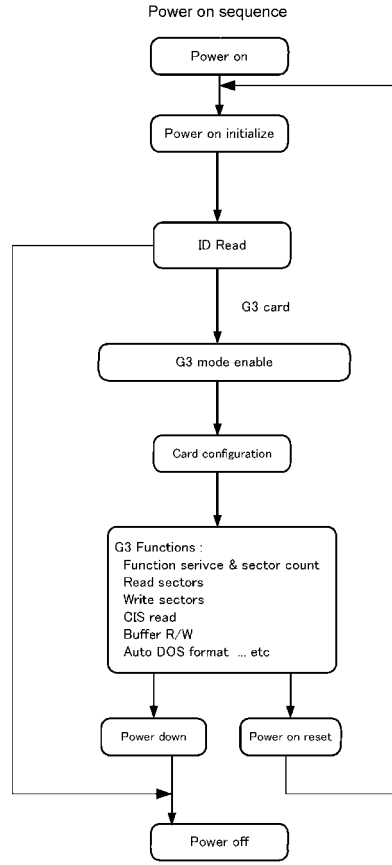 Power on sequence
Power on
Power on initialize
ID Read
G3 card
G3 mode enable
Card configuration
G3 Functions :
Function serivce & sector count
Read sectors
Write sectors
CIS read
Buffer R/W
Auto DOS format ... etc
Power down
Power on reset
Power off